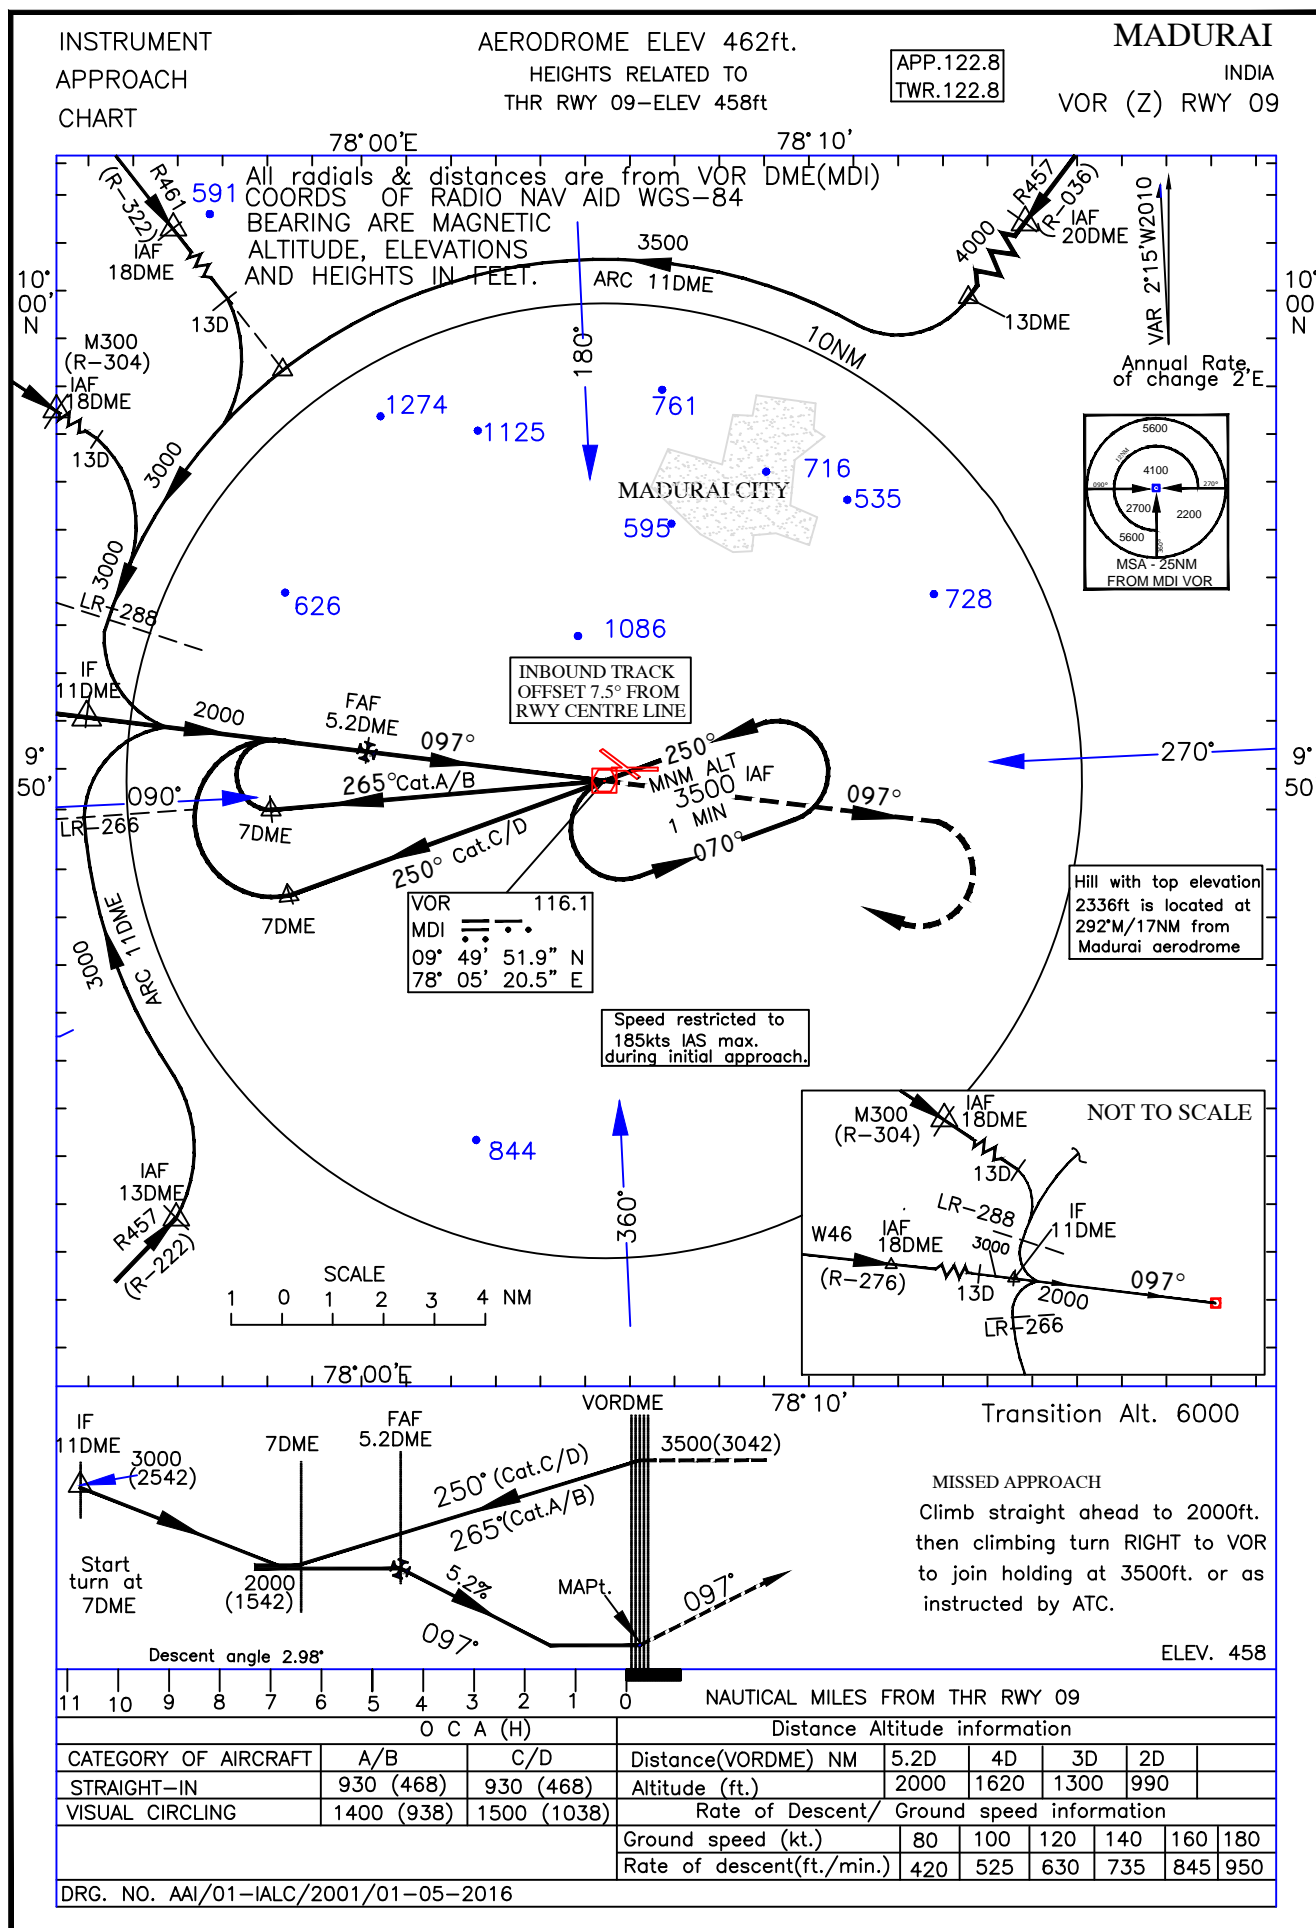 INSTRUMENT
APPROACH
CHART
AERODROME ELEV 462ft.
HEIGHTS RELATED TO
THR RWY 09-ELEV 458ft
APP.122.8
TWR.122.8
MADURAI
INDIA
VOR (Z) RWY 09
78°00'E
78°10'
All radials & distances are from VOR DME(MDI)
COORDS OF RADIO NAV AID WGS-84
BEARING ARE MAGNETIC
ALTITUDE, ELEVATIONS
AND HEIGHTS IN FEET.
R461
(R-322)
IAF
18DME
591
13D
3500
ARC 11DME
4000
R457
(R-036)
IAF
20DME
13DME
VAR 2°15'W2010
Annual Rate
of change 2'E
10°
00'
N
10°
00'
N
M300
(R-304)
IAF
18DME
13D
180°
10NM
1274
1125
761
716
MADURAI CITY
535
595
5600
12NM
4100
090°
270°
2700
2200
5600
360°
MSA - 25NM
FROM MDI VOR
3000
3000
LR-288
626
1086
728
INBOUND TRACK
OFFSET 7.5° FROM
RWY CENTRE LINE
IF
11DME
2000
FAF
5.2DME
097°
250°
MNM ALT
3500
IAF
1 MIN
070°
097°
270°
9°
50'
9°
50'
265°Cat.A/B
090°
LR-266
7DME
250° Cat.C/D
7DME
VOR 116.1
MDI
09° 49' 51.9" N
78° 05' 20.5" E
Hill with top elevation
2336ft is located at
292°M/17NM from
Madurai aerodrome
3000
ARC 11DME
Speed restricted to
185kts IAS max.
during initial approach.
844
360°
IAF
13DME
R457
(R-222)
SCALE
1 0 1 2 3 4 NM
NOT TO SCALE
M300
(R-304)
IAF
18DME
13D
LR-288
IF
11DME
W46
(R-276)
IAF
18DME
3000
13D
2000
097°
LR-266
78°00'E
78°10'
IF
11DME
3000
(2542)
7DME
FAF
5.2DME
VORDME
3500(3042)
250°(Cat.C/D)
265°(Cat.A/B)
Start
turn at
7DME
2000
(1542)
5.2%
097°
MAPt.
097°
Descent angle 2.98°
Transition Alt. 6000
MISSED APPROACH
Climb straight ahead to 2000ft.
then climbing turn RIGHT to VOR
to join holding at 3500ft. or as
instructed by ATC.
ELEV. 458
11 10 9 8 7 6 5 4 3 2 1 0 NAUTICAL MILES FROM THR RWY 09
O C A (H)
CATEGORY OF AIRCRAFT A/B C/D
STRAIGHT-IN 930 (468) 930 (468)
VISUAL CIRCLING 1400 (938) 1500 (1038)
Distance Altitude information
Distance(VORDME) NM 5.2D 4D 3D 2D
Altitude (ft.) 2000 1620 1300 990
Rate of Descent/ Ground speed information
Ground speed (kt.) 80 100 120 140 160 180
Rate of descent(ft./min.) 420 525 630 735 845 950
DRG. NO. AAI/01-IALC/2001/01-05-2016